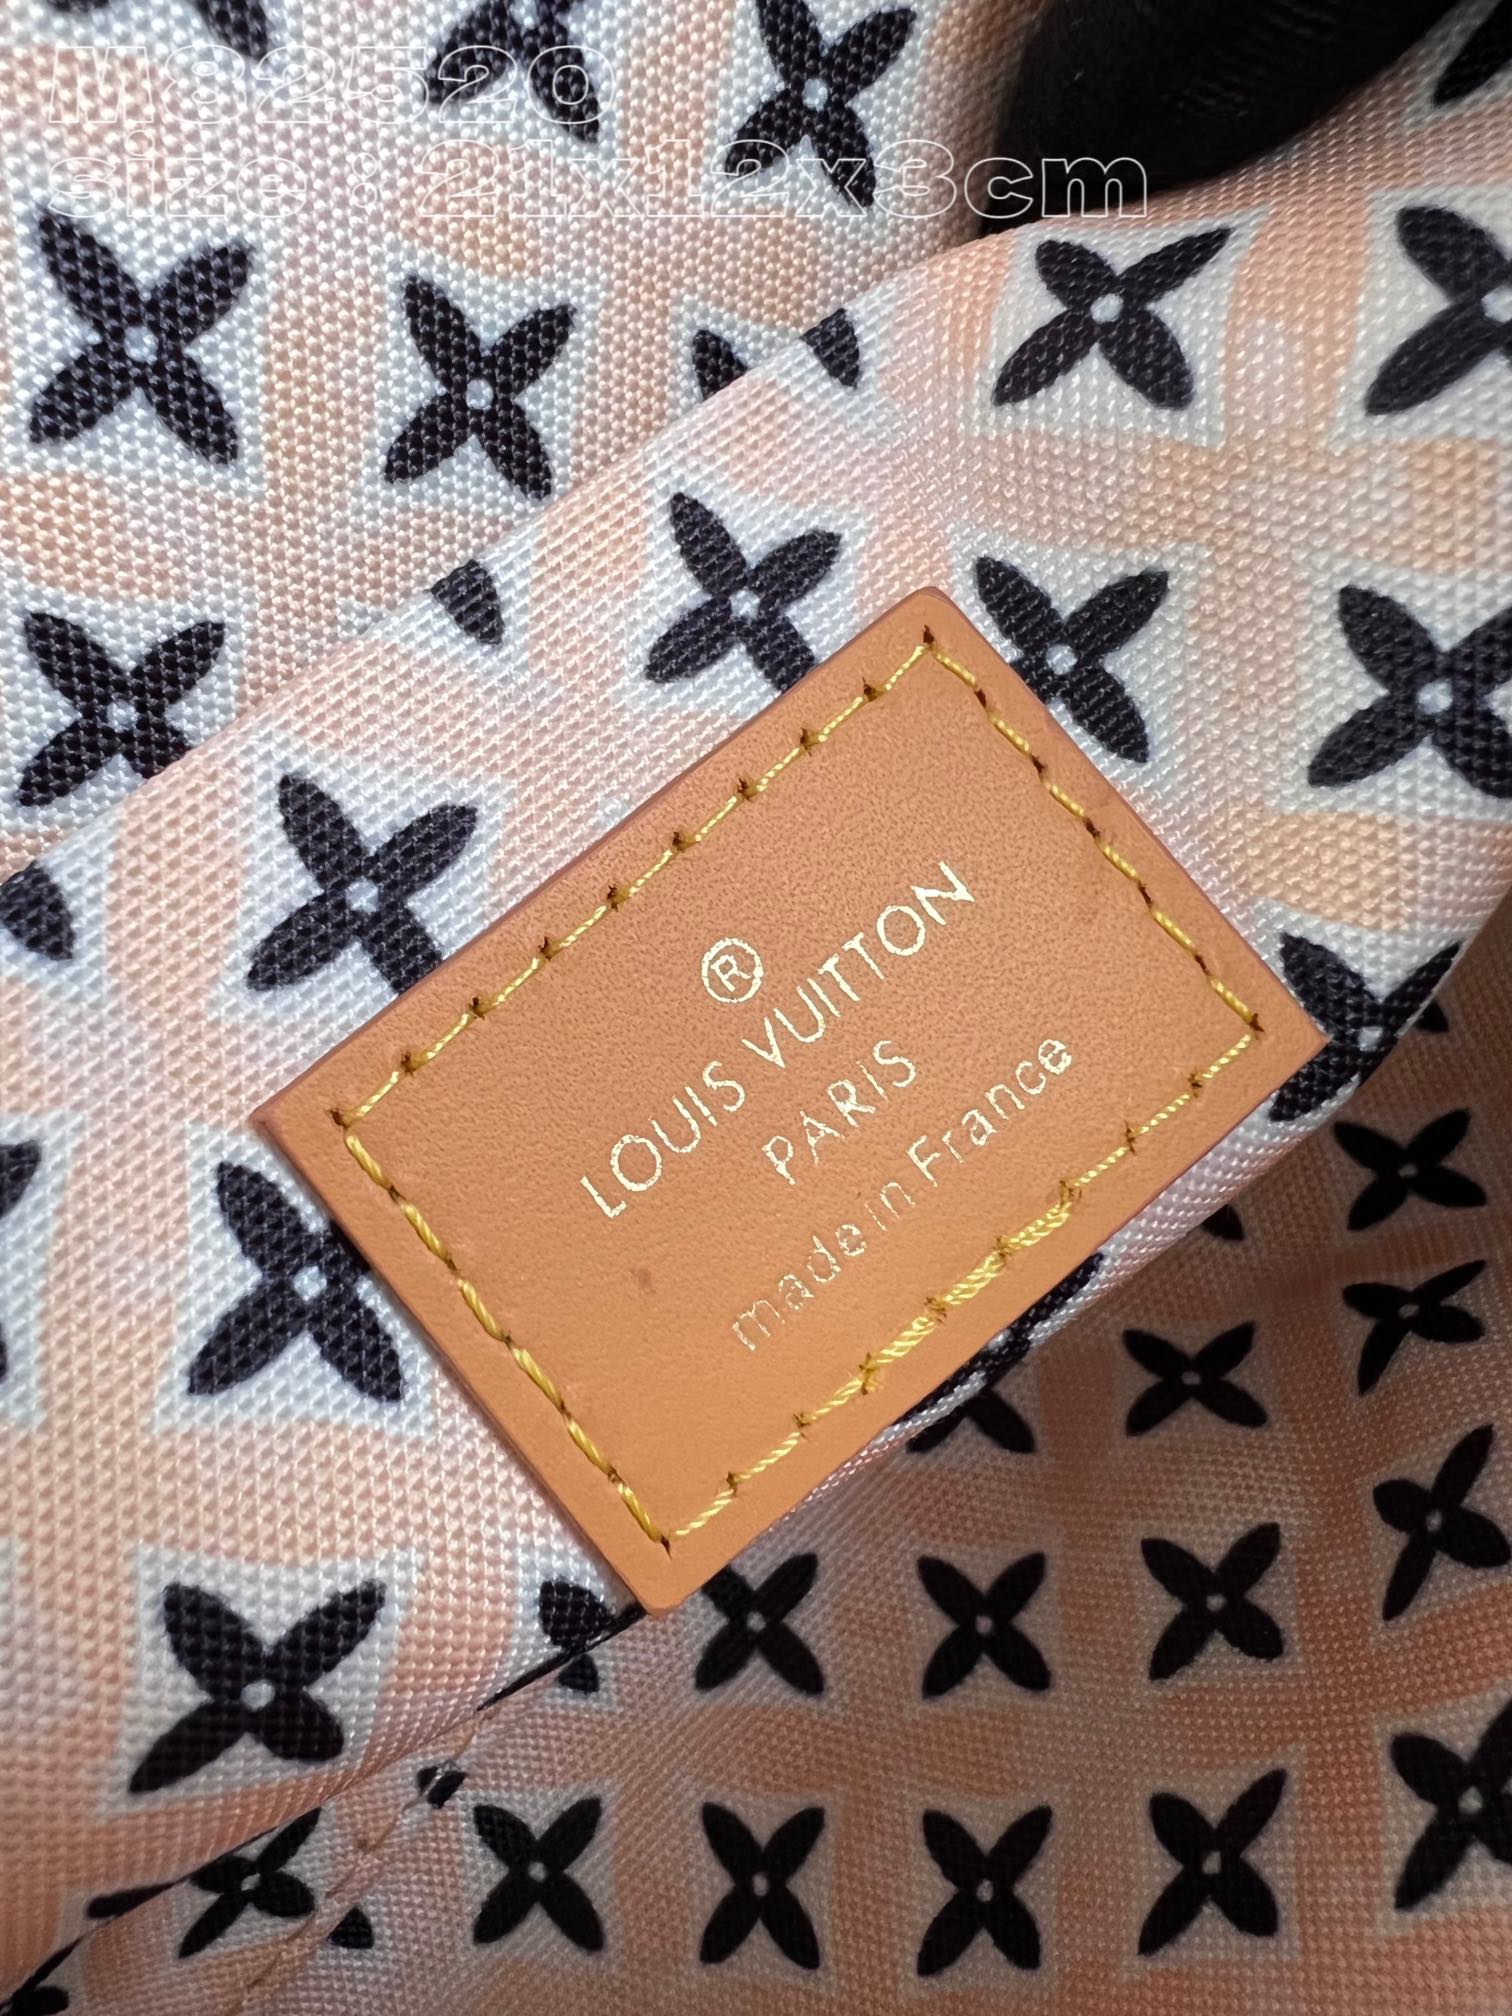 M82520
size : 21x12x3cm
®
LOUIS VUITTON
PARIS
made in France